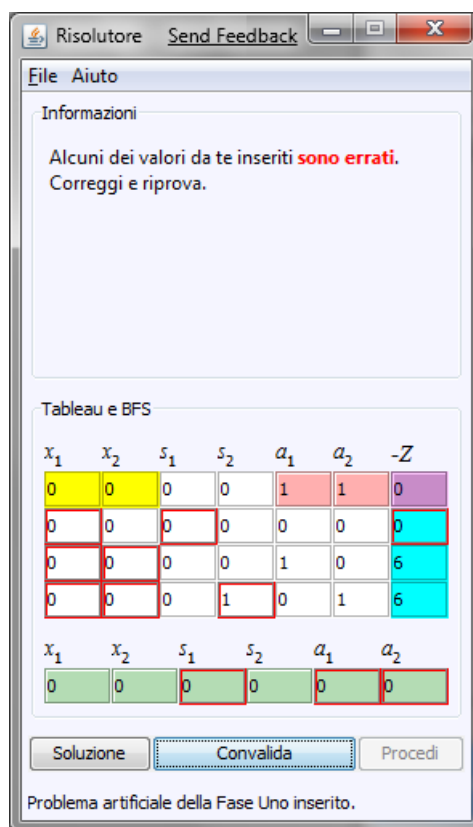 Risolutore Send Feedback
File Aiuto
Informazioni
Alcuni dei valori da te inseriti sono errati.
Correggi e riprova.
Tableau e BFS
x1 x2 s1 s2 a1 a2 -Z
0 0 0 0 1 1 0
0 0 0 0 0 0 0
0 0 0 0 1 0 6
0 0 0 1 0 1 6
x1 x2 s1 s2 a1 a2
0 0 0 0 0 0
Soluzione Convalida Procedi
Problema artificiale della Fase Uno inserito.